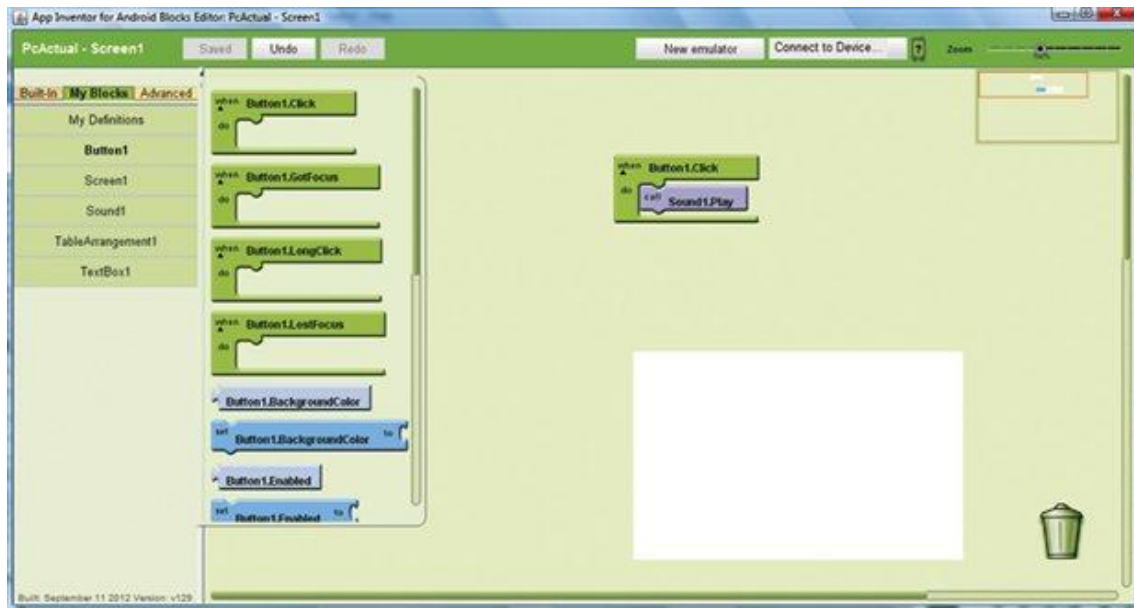 App Inventor for Android Blocks Editor: PcActual - Screen1
PcActual - Screen1
Saved
Undo
Redo
New emulator
Connect to Device...
?
Zoom
Built-In
My Blocks
Advanced
My Definitions
Button1
Screen1
Sound1
TableArrangement1
TextBox1
when Button1.Click
do
when Button1.GotFocus
do
when Button1.LongClick
do
when Button1.LostFocus
do
Button1.BackgroundColor
set Button1.BackgroundColor to
Button1.Enabled
set Button1.Enabled to
when Button1.Click
do
call Sound1.Play
Built: September 11 2012 Version: v129